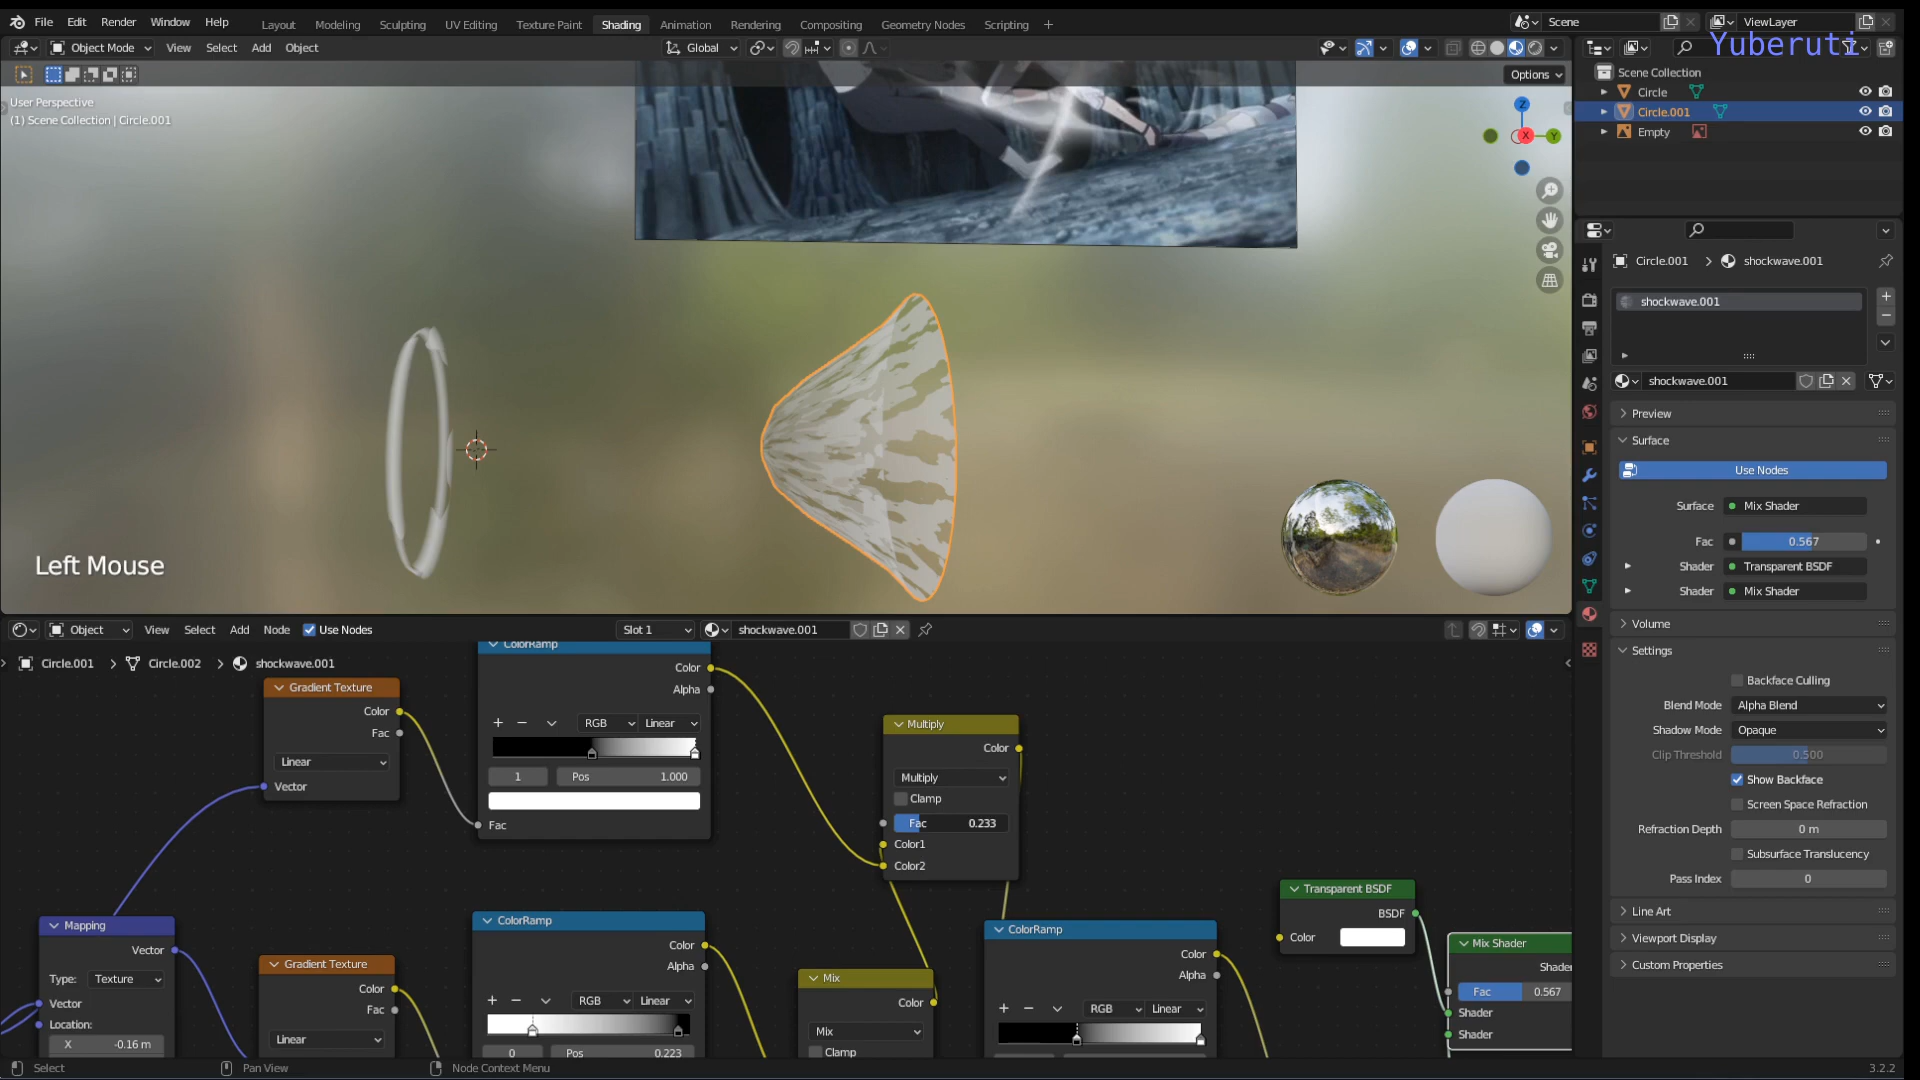 File Edit Render Window Help Layout Modeling Sculpting UV Editing Texture Paint Shading Animation Rendering Compositing Geometry Nodes Scripting + Scene ViewLayer
Object Mode View Select Add Object Global
Yuberuti
Options
User Perspective
(1) Scene Collection | Circle.001
Z
X
Y
Left Mouse
Scene Collection
Circle
Circle.001
Empty
Circle.001 > shockwave.001
shockwave.001
shockwave.001
Preview
Surface
Use Nodes
Surface Mix Shader
Fac 0.567
Shader Transparent BSDF
Shader Mix Shader
Volume
Settings
Backface Culling
Blend Mode Alpha Blend
Shadow Mode Opaque
Clip Threshold 0.500
Show Backface
Screen Space Refraction
Refraction Depth 0 m
Subsurface Translucency
Pass Index 0
Line Art
Viewport Display
Custom Properties
Object View Select Add Node Use Nodes Slot 1 shockwave.001
Circle.001 > Circle.002 > shockwave.001
Gradient Texture
Color
Fac
Linear
Vector
ColorRamp
Color
Alpha
+ − RGB Linear
1 Pos 1.000
Fac
Multiply
Color
Multiply
Clamp
Fac 0.233
Color1
Color2
Mapping
Vector
Type: Texture
Vector
Location:
X -0.16 m
Gradient Texture
Color
Fac
Linear
ColorRamp
Color
Alpha
+ − RGB Linear
0 Pos 0.223
Mix
Color
Mix
Clamp
ColorRamp
Color
Alpha
+ − RGB Linear
Transparent BSDF
BSDF
Color
Mix Shader
Shader
Fac 0.567
Shader
Shader
Select Pan View Node Context Menu 3.2.2